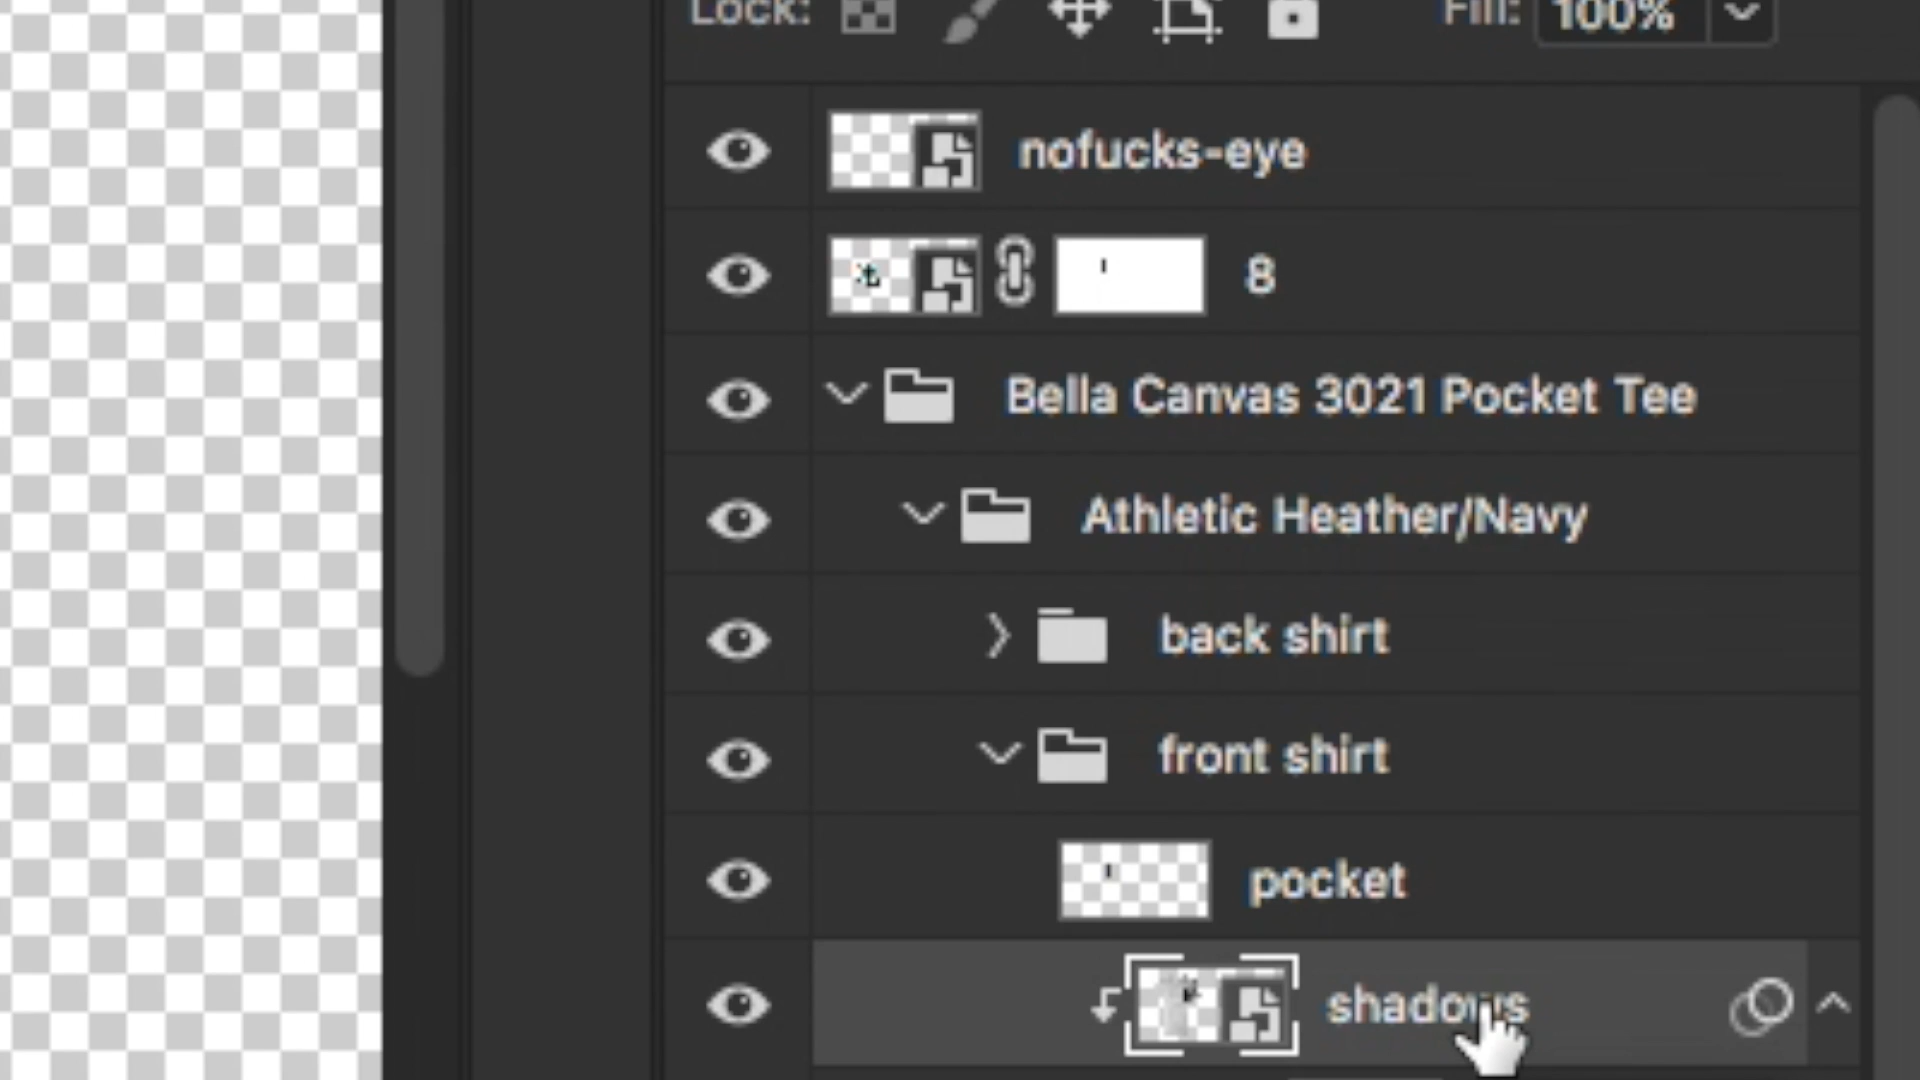 Lock: Fill: 100%
nofucks-eye
8
Bella Canvas 3021 Pocket Tee
Athletic Heather/Navy
back shirt
front shirt
pocket
shadows